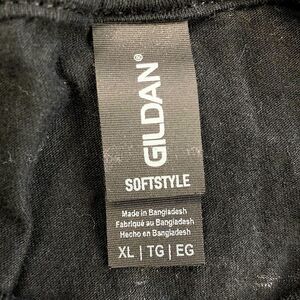 GILDAN®
SOFTSTYLE
Made in Bangladesh
Fabriqué au Bangladesh
Hecho en Bangladesh
XL | TG | EG